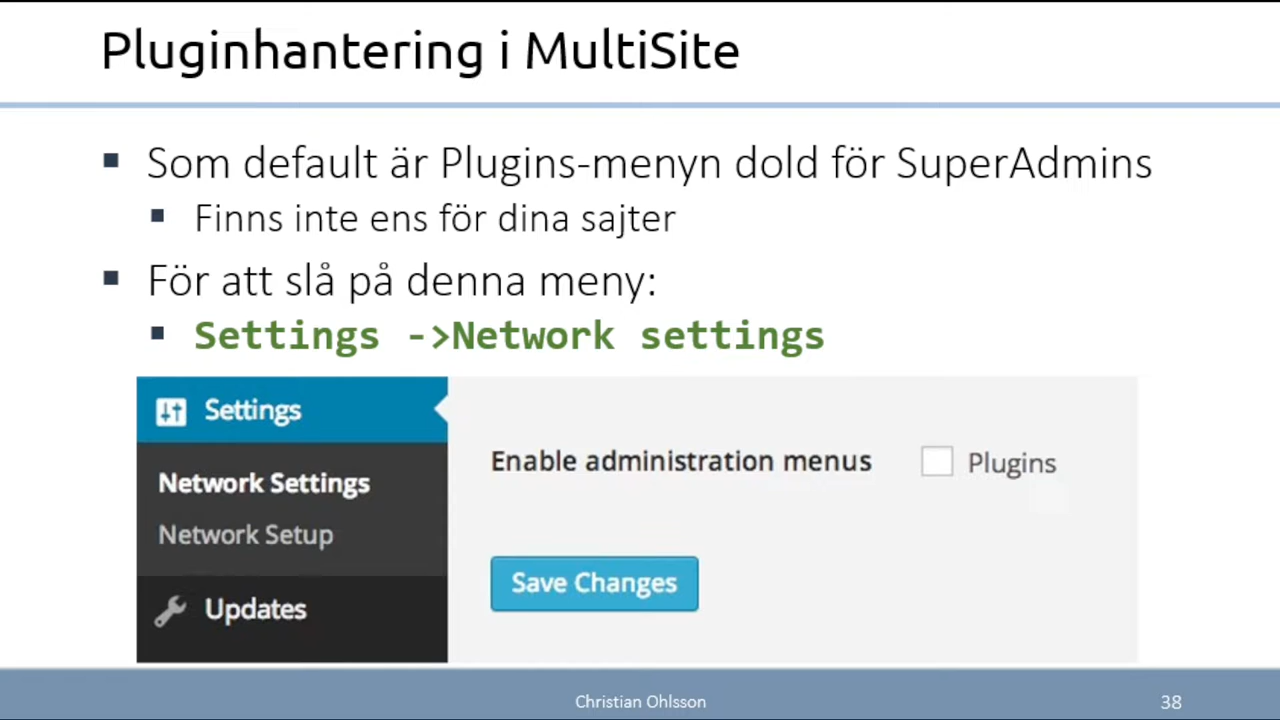 Pluginhantering i MultiSite
Som default är Plugins-menyn dold för SuperAdmins
Finns inte ens för dina sajter
För att slå på denna meny:
Settings ->Network settings
Settings
Network Settings
Network Setup
Updates
Enable administration menus
Plugins
Save Changes
Christian Ohlsson
38